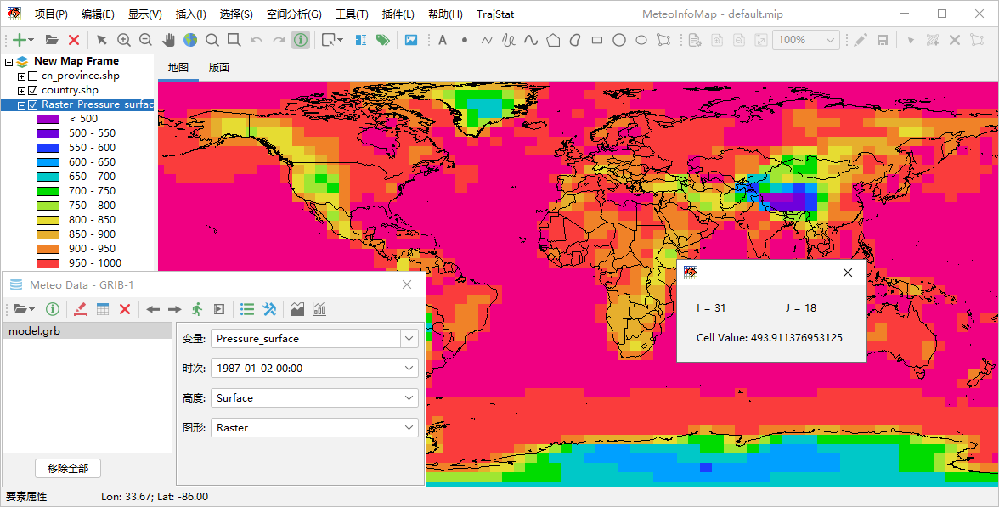 项目(P) 编辑(E) 显示(V) 插入(I) 选择(S) 空间分析(G) 工具(T) 插件(L) 帮助(H) TrajStat MeteoInfoMap - default.mip
A 100%
New Map Frame 地图 版面
cn_province.shp
country.shp
Raster_Pressure_surfac
< 500
500 - 550
550 - 600
600 - 650
650 - 700
700 - 750
750 - 800
800 - 850
850 - 900
900 - 950
950 - 1000
Meteo Data - GRIB-1
model.grb
变量: Pressure_surface
时次: 1987-01-02 00:00
高度: Surface
图形: Raster
移除全部
I = 31 J = 18
Cell Value: 493.911376953125
要素属性 Lon: 33.67; Lat: -86.00